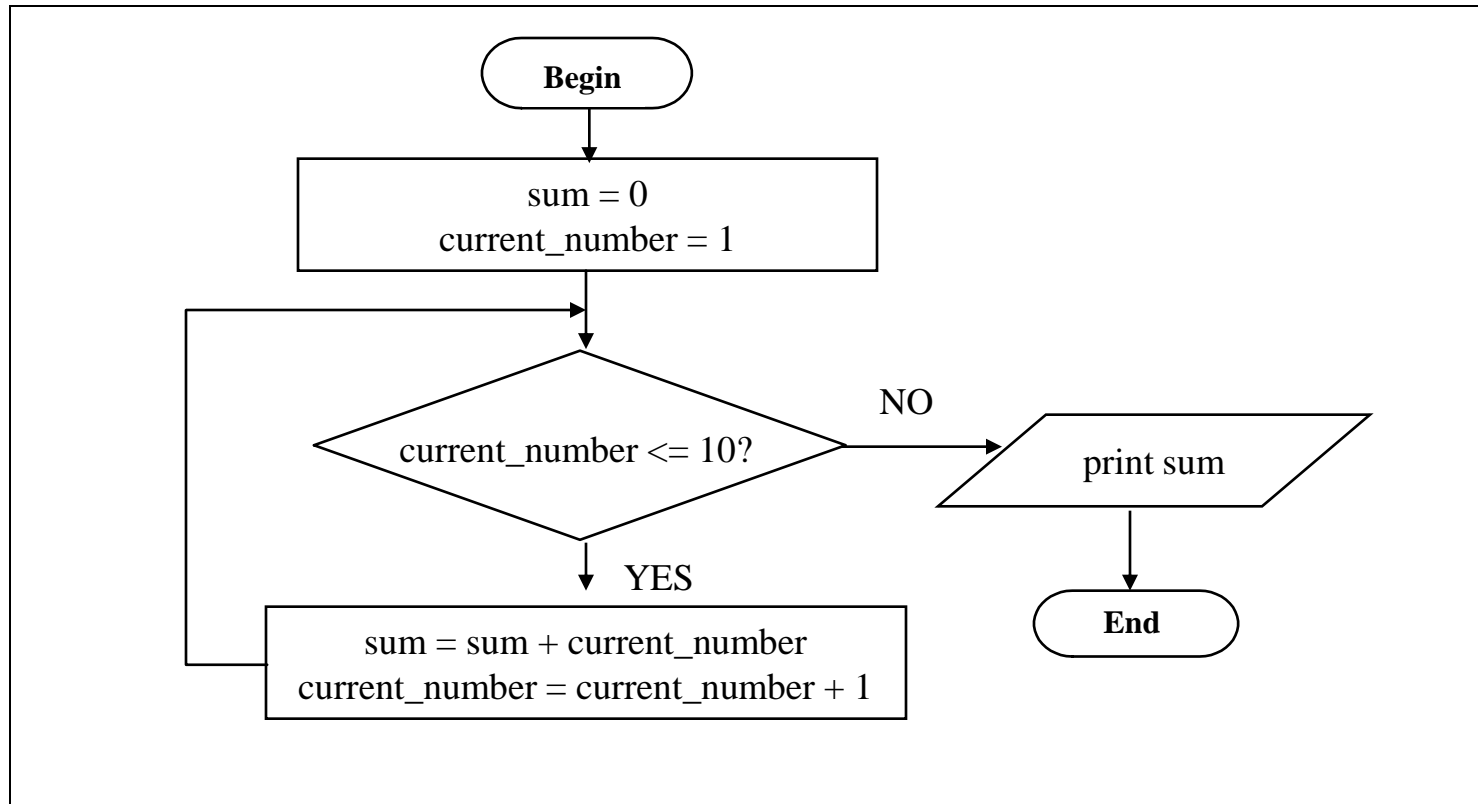 Begin
sum = 0
current_number = 1
current_number <= 10?
NO
print sum
YES
sum = sum + current_number
current_number = current_number + 1
End